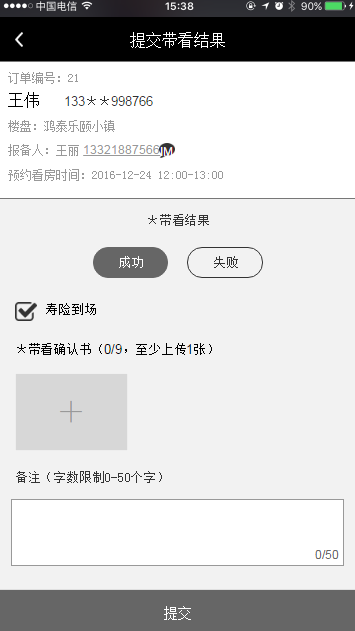 中国电信 15:38 90%
提交带看结果
订单编号：21
王伟 133＊＊998766
楼盘：鸿泰乐颐小镇
报备人：王丽 13321887566 JM
预约看房时间：2016-12-24 12:00-13:00
＊带看结果
成功 失败
寿险到场
＊带看确认书（0/9，至少上传1张）
备注（字数限制0-50个字）
0/50
提交